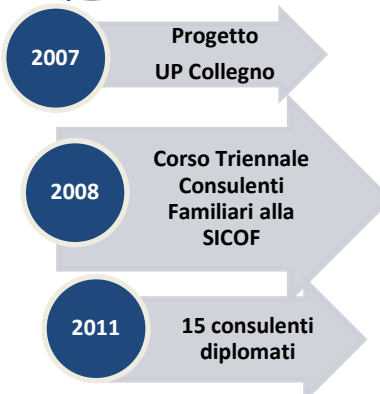 2007
Progetto
UP Collegno
2008
Corso Triennale
Consulenti
Familiari alla
SICOF
2011
15 consulenti
diplomati